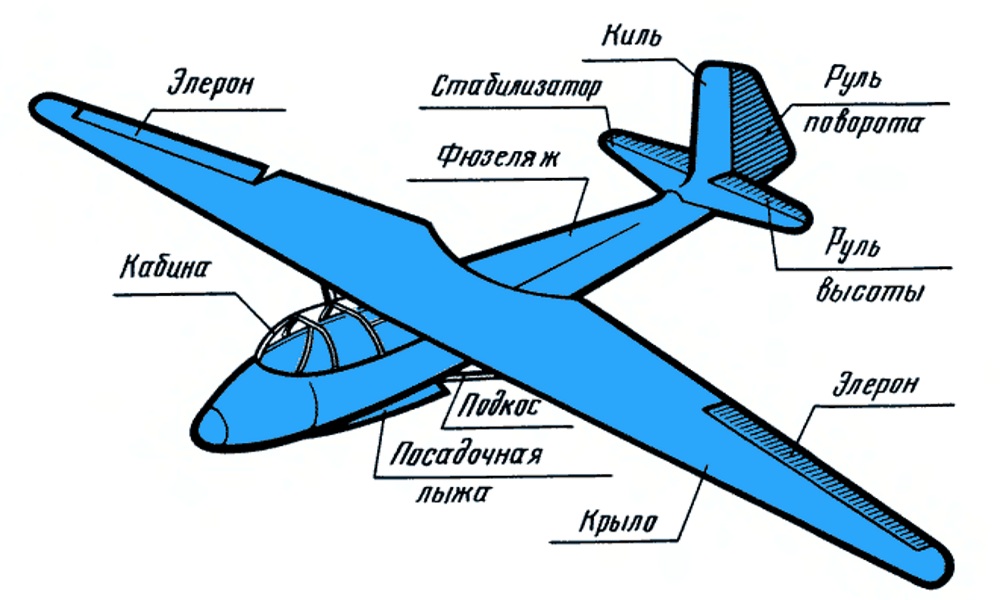 Киль
Элерон
Стабилизатор
Руль
поворота
Фюзеляж
Кабина
Руль
высоты
Элерон
Подкос
Посадочная
лыжа
Крыло